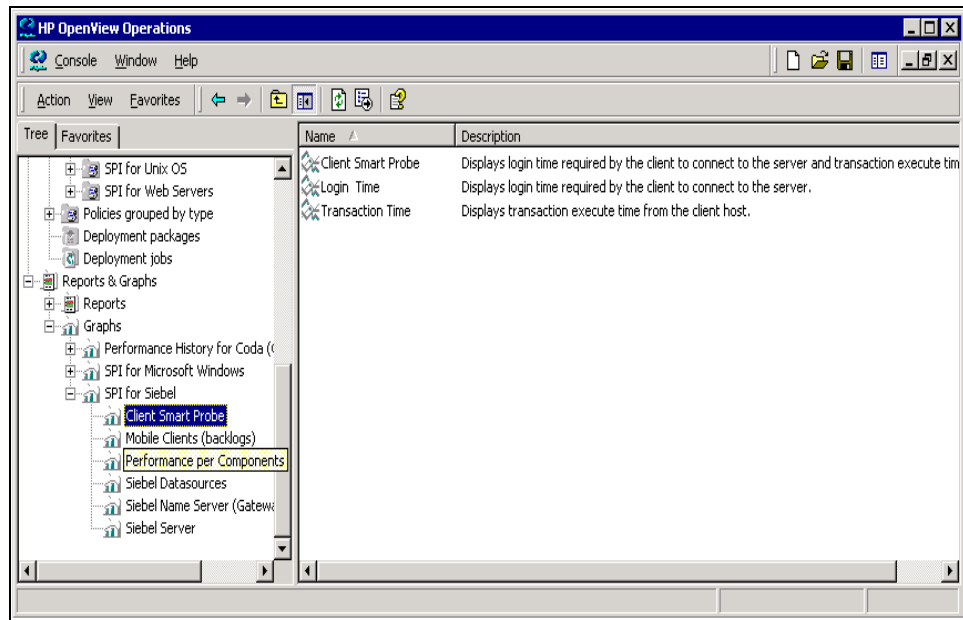 HP OpenView Operations
Console Window Help
Action View Favorites
Tree Favorites
Name Description
SPI for Unix OS
SPI for Web Servers
Policies grouped by type
Deployment packages
Deployment jobs
Reports & Graphs
Reports
Graphs
Performance History for Coda (
SPI for Microsoft Windows
SPI for Siebel
Client Smart Probe
Mobile Clients (backlogs)
Performance per Components
Siebel Datasources
Siebel Name Server (Gatew
Siebel Server
Client Smart Probe Displays login time required by the client to connect to the server and transaction execute tim
Login Time Displays login time required by the client to connect to the server.
Transaction Time Displays transaction execute time from the client host.